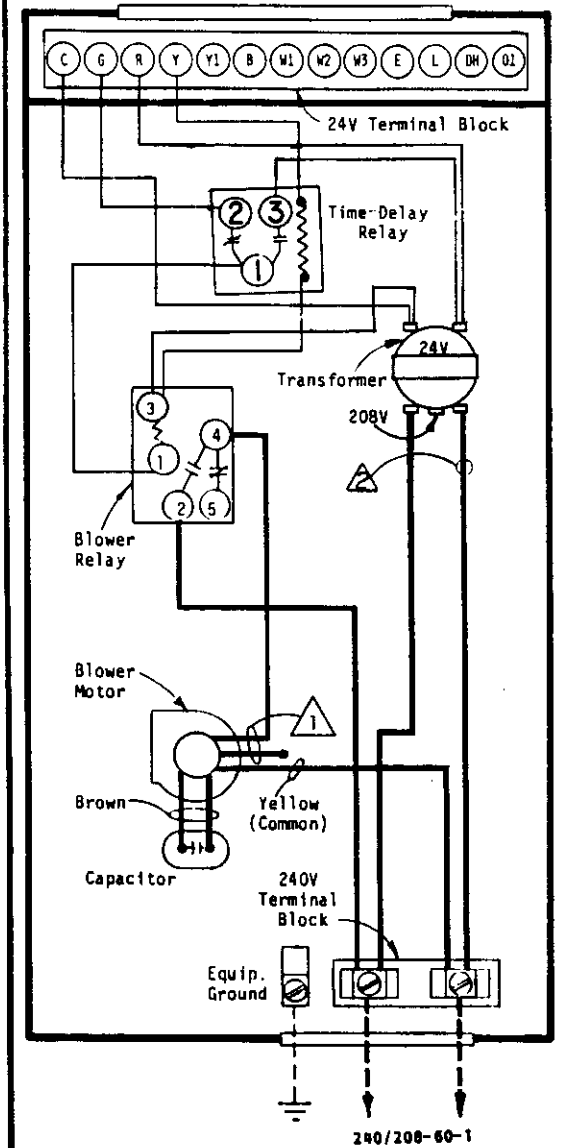 C G R Y Y1 B W1 W2 W3 E L DH O1
24V Terminal Block
2 3
1
Time-Delay
Relay
24V
Transformer
208V
2
3
4
1
2 5
Blower
Relay
Blower
Motor
1
Brown
Yellow
(Common)
Capacitor
240V
Terminal
Block
Equip.
Ground
240/208-60-1